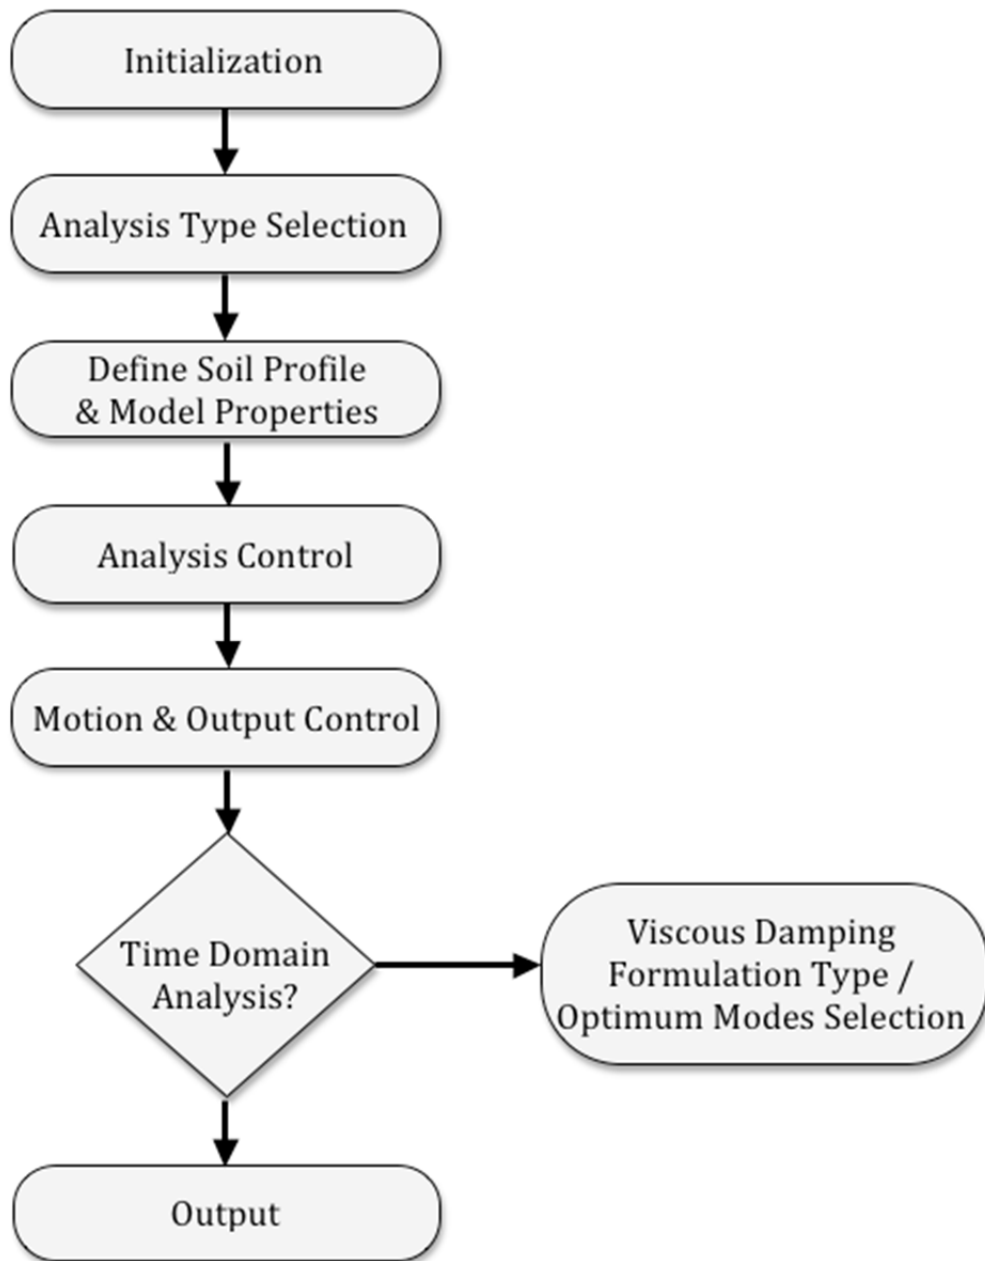 Initialization
Analysis Type Selection
Define Soil Profile
& Model Properties
Analysis Control
Motion & Output Control
Time Domain
Analysis?
Viscous Damping
Formulation Type /
Optimum Modes Selection
Output